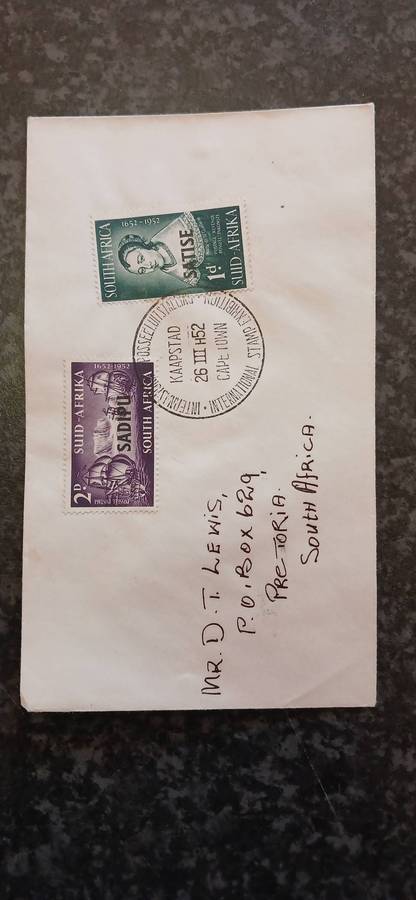 SOUTH AFRICA
1652-1952
SATISE
1d.
SUID-AFRIKA
SUID-AFRIKA
1652-1952
SADIPU
2D
SOUTH AFRICA
INTERNATIONAL STAMP EXHIBITION
KAAPSTAD
26 III H52
CAPE TOWN
MR. D. T. LEWIS,
P.O. BOX 629,
PRETORIA.
SOUTH AFRICA.